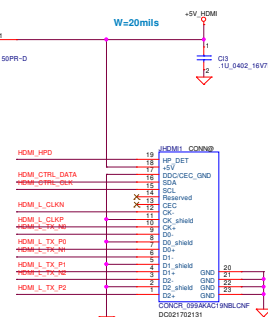 +5V_HDMI
W=20mils
1
1
50PR-D
CI3
.1U_0402_16V7
2
JHDMI1 CONN@
HDMI_HPD
19 HP_DET
18 +5V
17 DDC/CEC_GND
HDMI_CTRL_DATA
16 SDA
HDMI_CTRL_CLK
15 SCL
14 Reserved
13 CEC
HDMI_L_CLKN
12 CK-
11 CK_shield
HDMI_L_CLKP
10 CK+
HDMI_L_TX_N0
9 D0-
8 D0_shield
HDMI_L_TX_P0
7 D0+
HDMI_L_TX_N1
6 D1-
5 D1_shield
HDMI_L_TX_P1
4 D1+ GND 20
HDMI_L_TX_N2
3 D2- GND 21
2 D2_shield GND 22
HDMI_L_TX_P2
1 D2+ GND 23
CONCR_099AKAC19NBLCNF
DC021702131